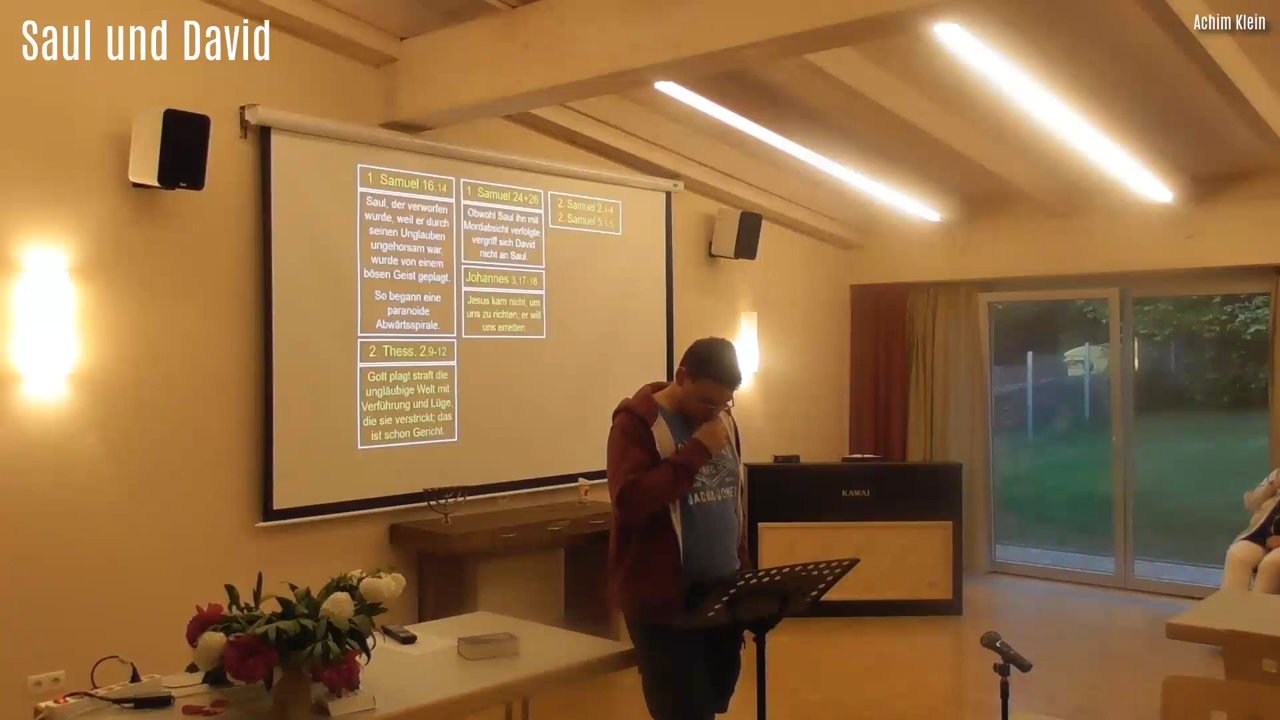 Saul und David
Achim Klein
1 Samuel 16,14
Saul, der verworfen
wurde, weil er durch
seinen Unglauben
ungehorsam war,
wurde von einem
bösen Geist geplagt.
So begann eine
paranoide
Abwärtsspirale.
2. Thess. 2,9-12
Gott plagt straft die
ungläubige Welt mit
Verführung und Lüge,
die sie verstrickt; das
ist schon Gericht.
1 Samuel 24+26
Obwohl Saul ihn mit
Mordabsicht verfolgte,
vergriff sich David
nicht an Saul.
Johannes 3,17-18
Jesus kam nicht, um
uns zu richten, er will
uns erretten.
2. Samuel 2,1-4
2. Samuel 5,1-5
KAWAI